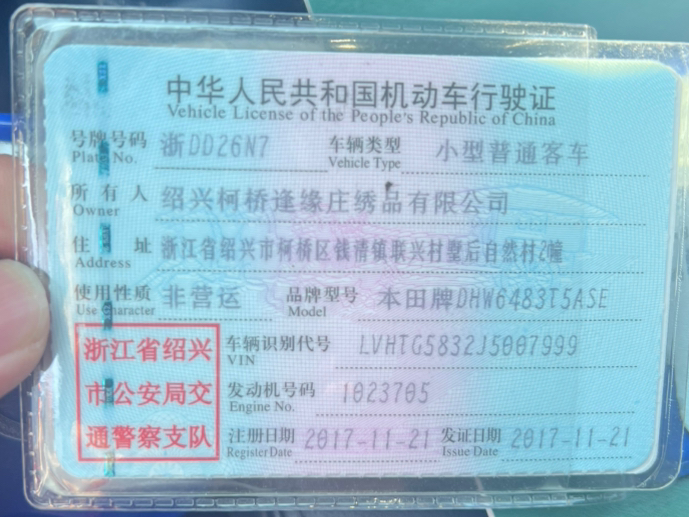 中华人民共和国机动车行驶证
Vehicle License of the People's Republic of China
号牌号码 浙DD26N7 车辆类型 小型普通客车
Plate No. Vehicle Type
所有人 绍兴柯桥逢缘庄绣品有限公司
Owner
住址 浙江省绍兴市柯桥区钱清镇联兴村墅后自然村2幢
Address
使用性质 非营运 品牌型号 本田牌DHW6483T5ASE
Use Character Model
浙江省绍兴 车辆识别代号 LVHTG5832J5007999
VIN
市公安局交 发动机号码 1023705
Engine No.
通警察支队 注册日期 2017-11-21 发证日期 2017-11-21
Register Date Issue Date